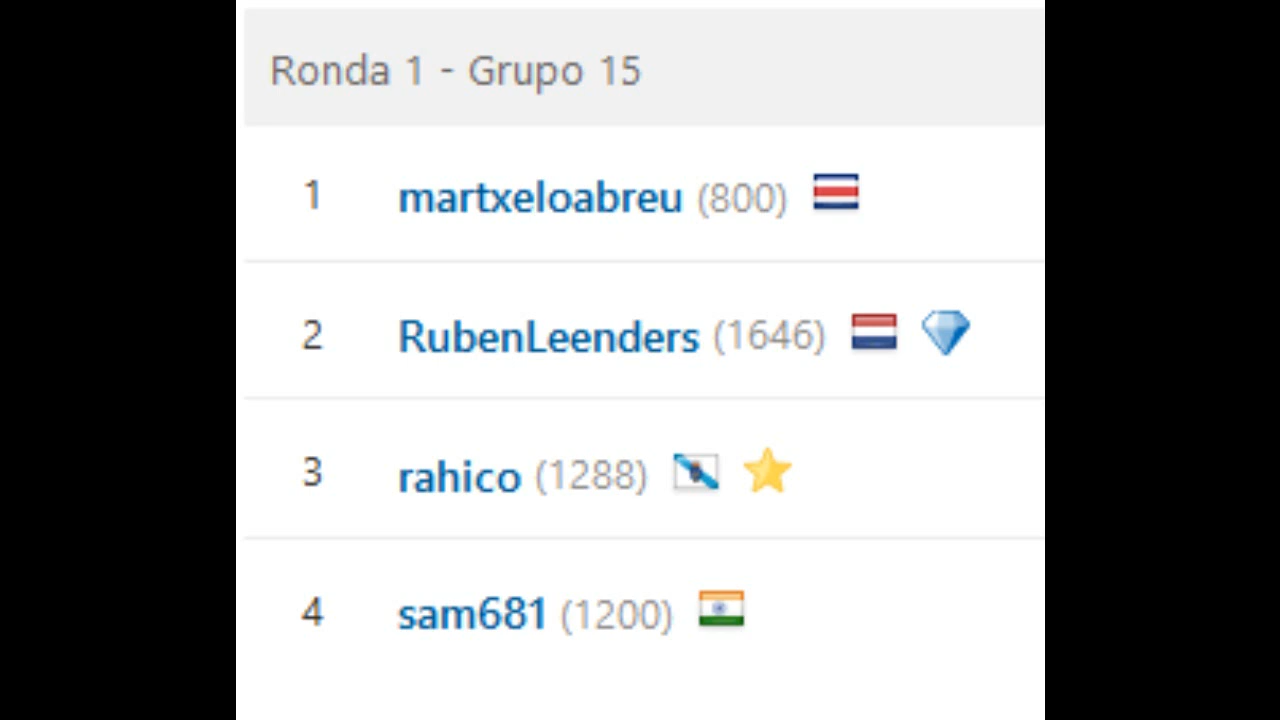 Ronda 1 - Grupo 15
1 martxeloabreu (800)
2 RubenLeenders (1646)
3 rahico (1288)
4 sam681 (1200)